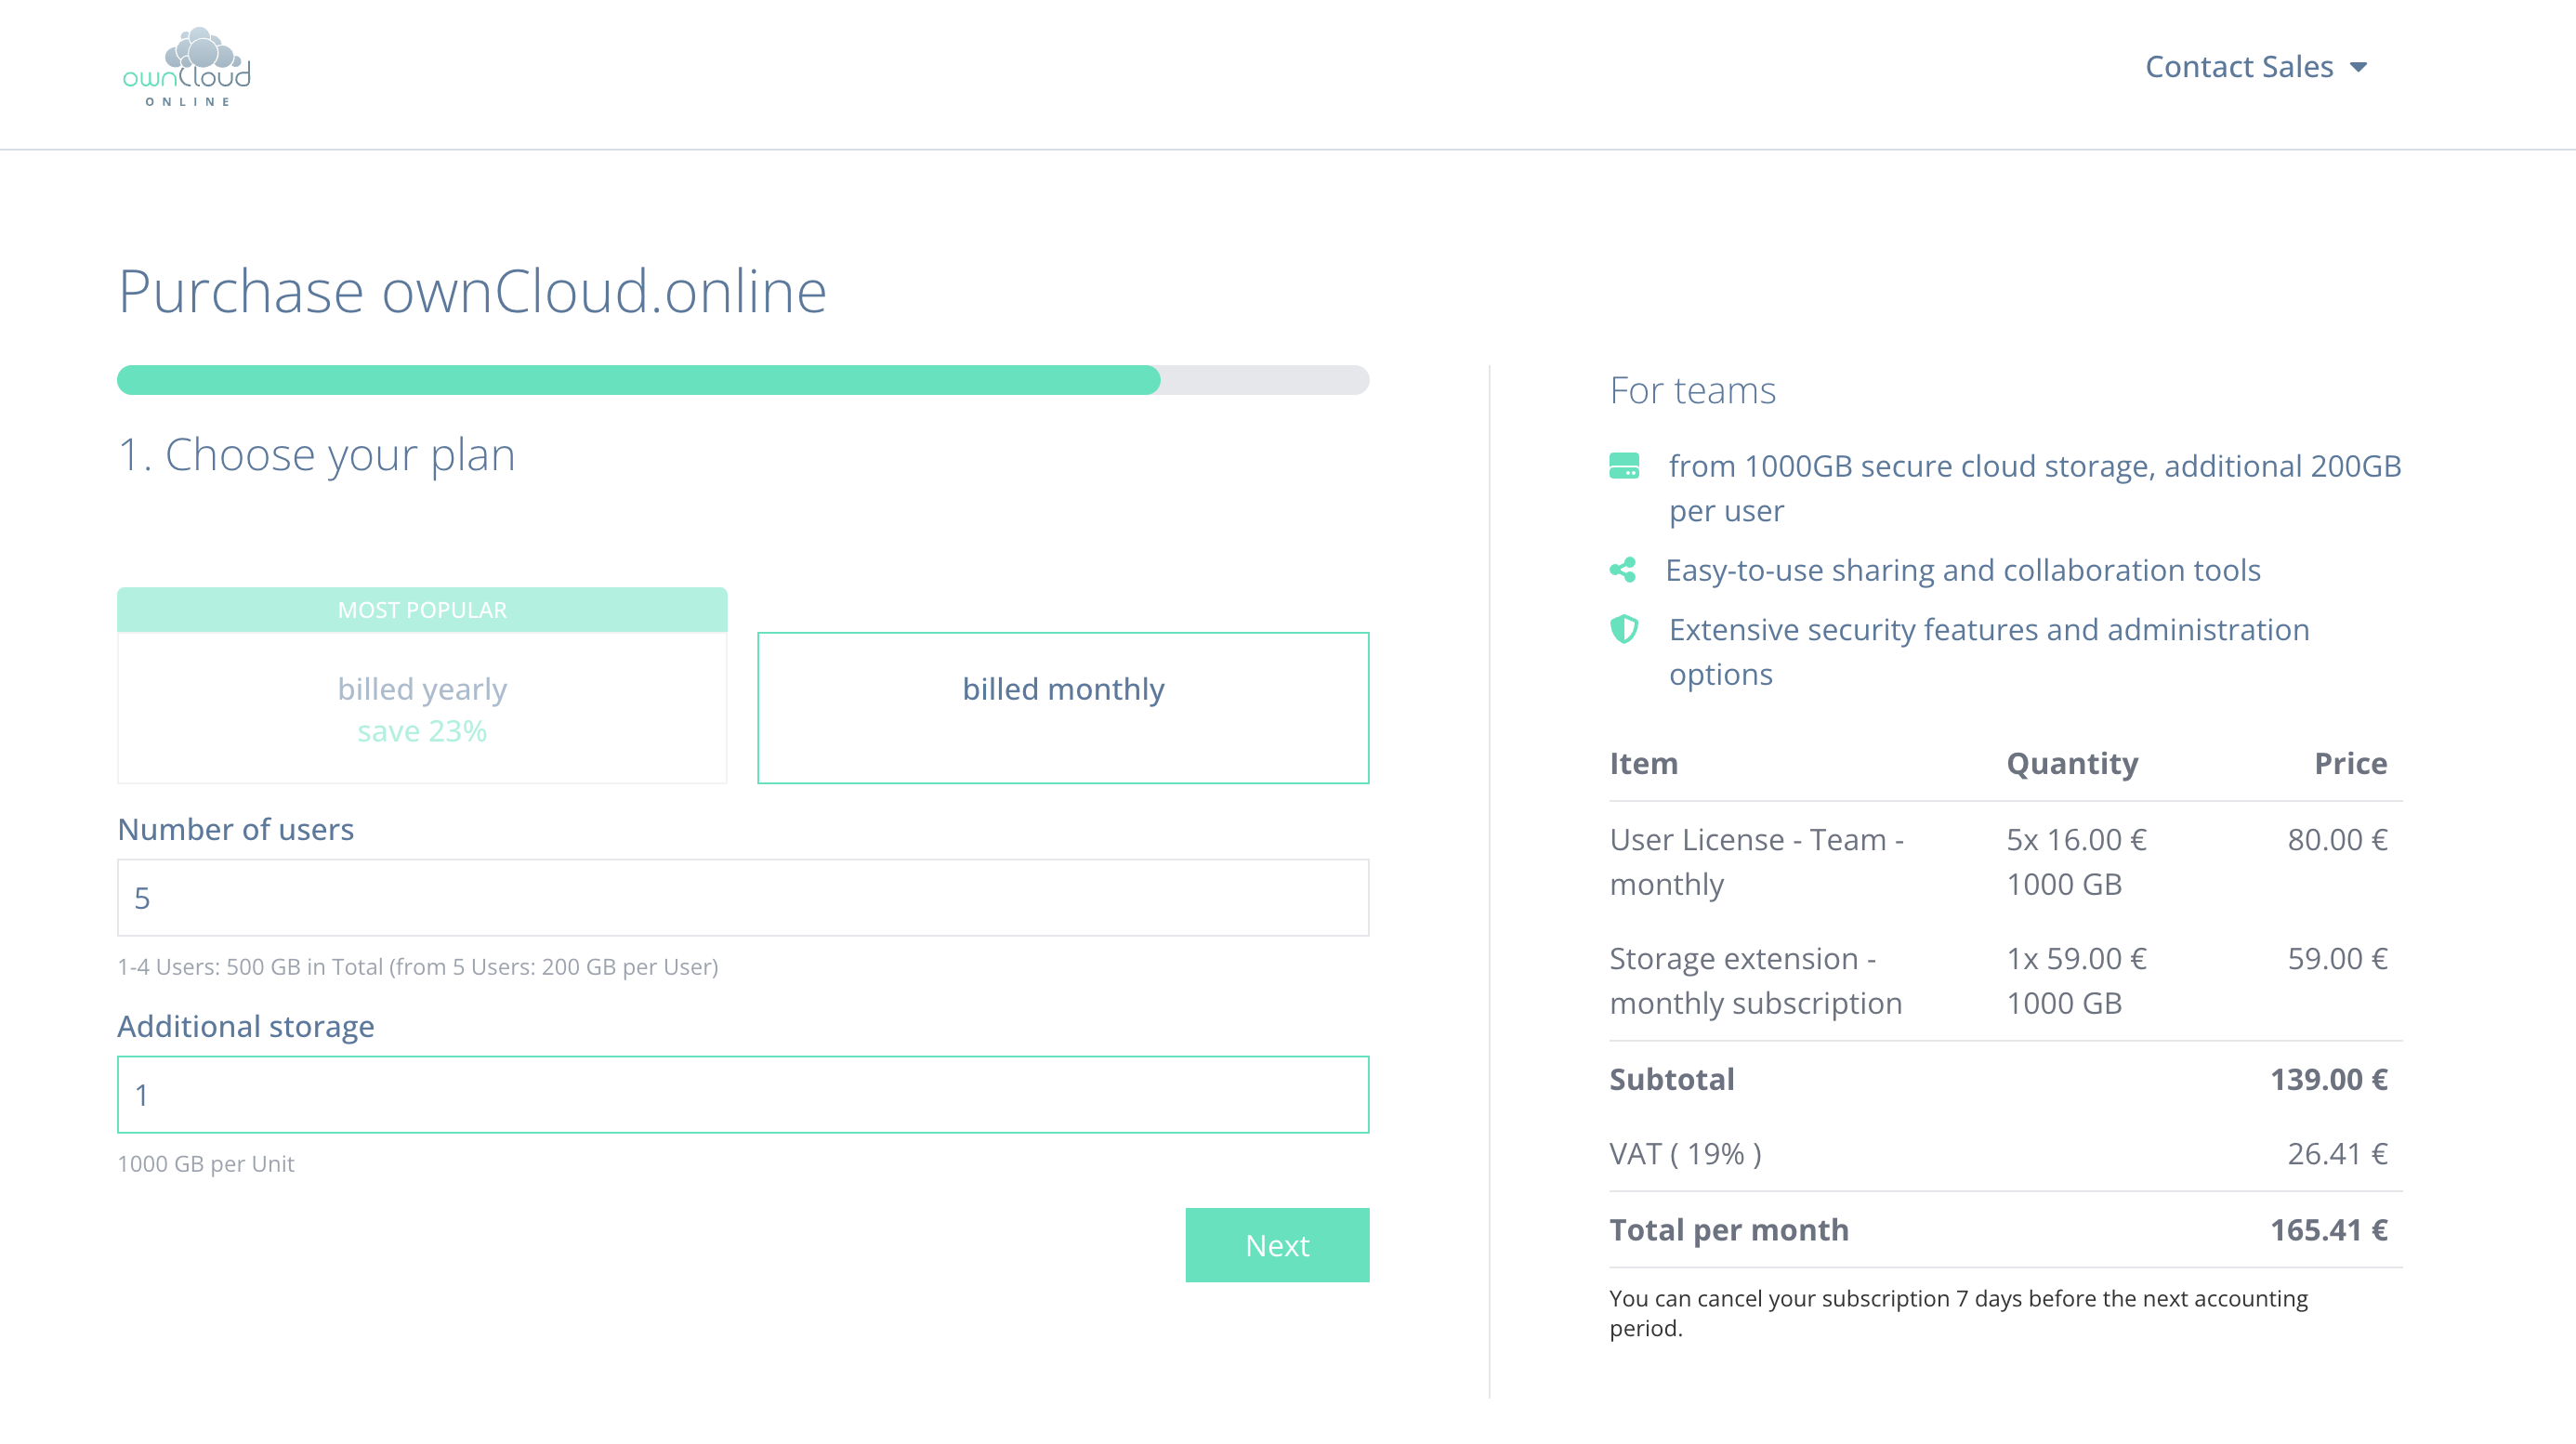 ownCloud
ONLINE
Contact Sales
Purchase ownCloud.online
1. Choose your plan
MOST POPULAR
billed yearly
save 23%
billed monthly
Number of users
5
1-4 Users: 500 GB in Total (from 5 Users: 200 GB per User)
Additional storage
1
1000 GB per Unit
Next
For teams
from 1000GB secure cloud storage, additional 200GB
per user
Easy-to-use sharing and collaboration tools
Extensive security features and administration
options
Item Quantity Price
User License - Team - 5x 16.00 € 80.00 €
monthly 1000 GB
Storage extension - 1x 59.00 € 59.00 €
monthly subscription 1000 GB
Subtotal 139.00 €
VAT ( 19% ) 26.41 €
Total per month 165.41 €
You can cancel your subscription 7 days before the next accounting
period.